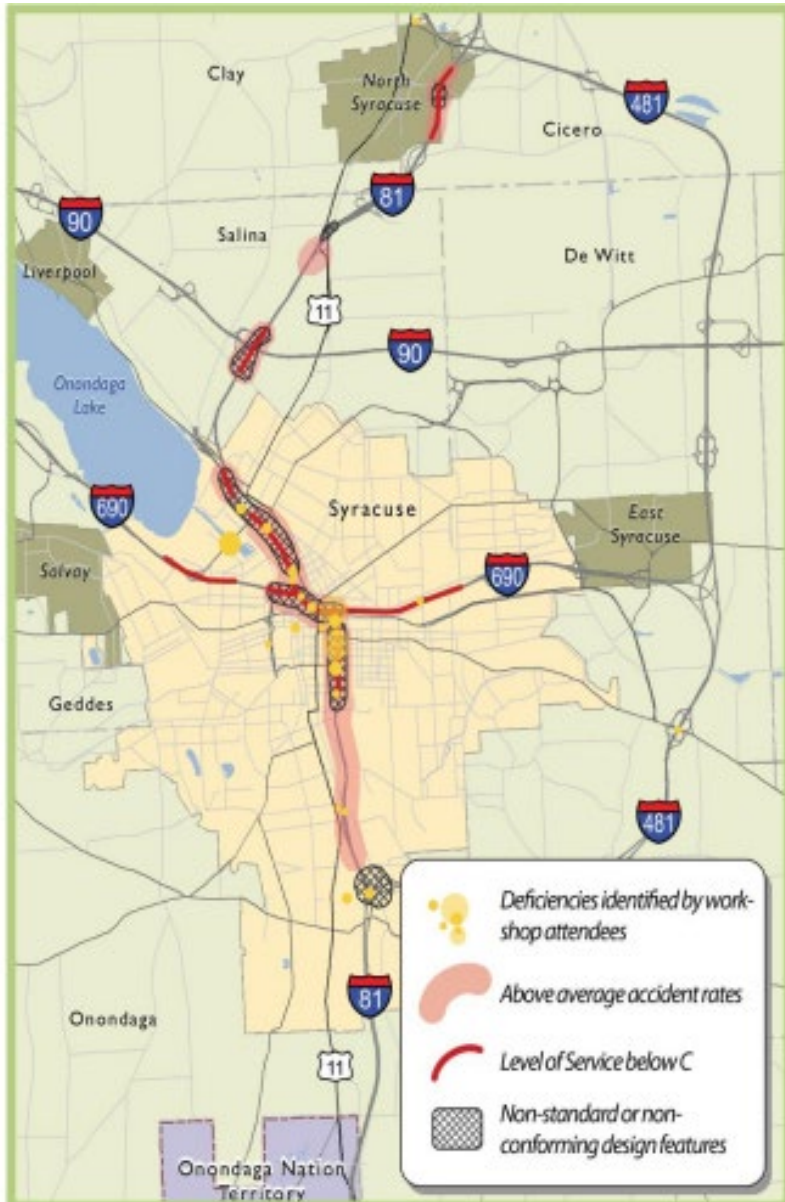 Clay
North
Syracuse
481
Cicero
81
90
Salina
De Witt
Liverpool
11
90
Onondaga
Lake
690
Syracuse
East
Syracuse
Solvay
690
Geddes
481
Deficiencies identified by work-
shop attendees
81
Above average accident rates
Onondaga
Level of Service below C
11
Non-standard or non-
conforming design features
Onondaga Nation
Territory